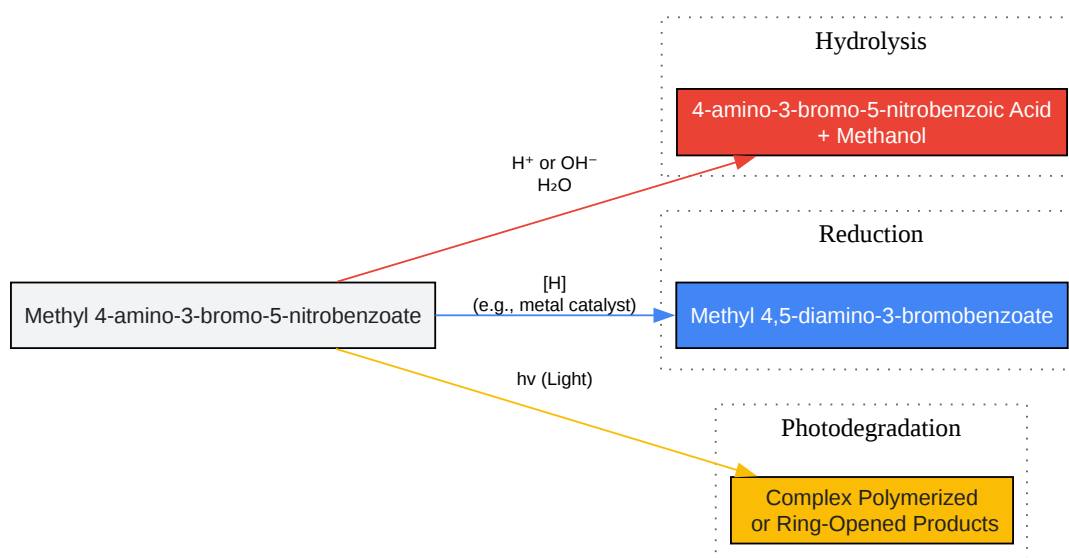 Hydrolysis
4-amino-3-bromo-5-nitrobenzoic Acid
+ Methanol
H⁺ or OH⁻
H₂O
Reduction
[H]
(e.g., metal catalyst)
Methyl 4-amino-3-bromo-5-nitrobenzoate
Methyl 4,5-diamino-3-bromobenzoate
hv (Light)
Photodegradation
Complex Polymerized
or Ring-Opened Products